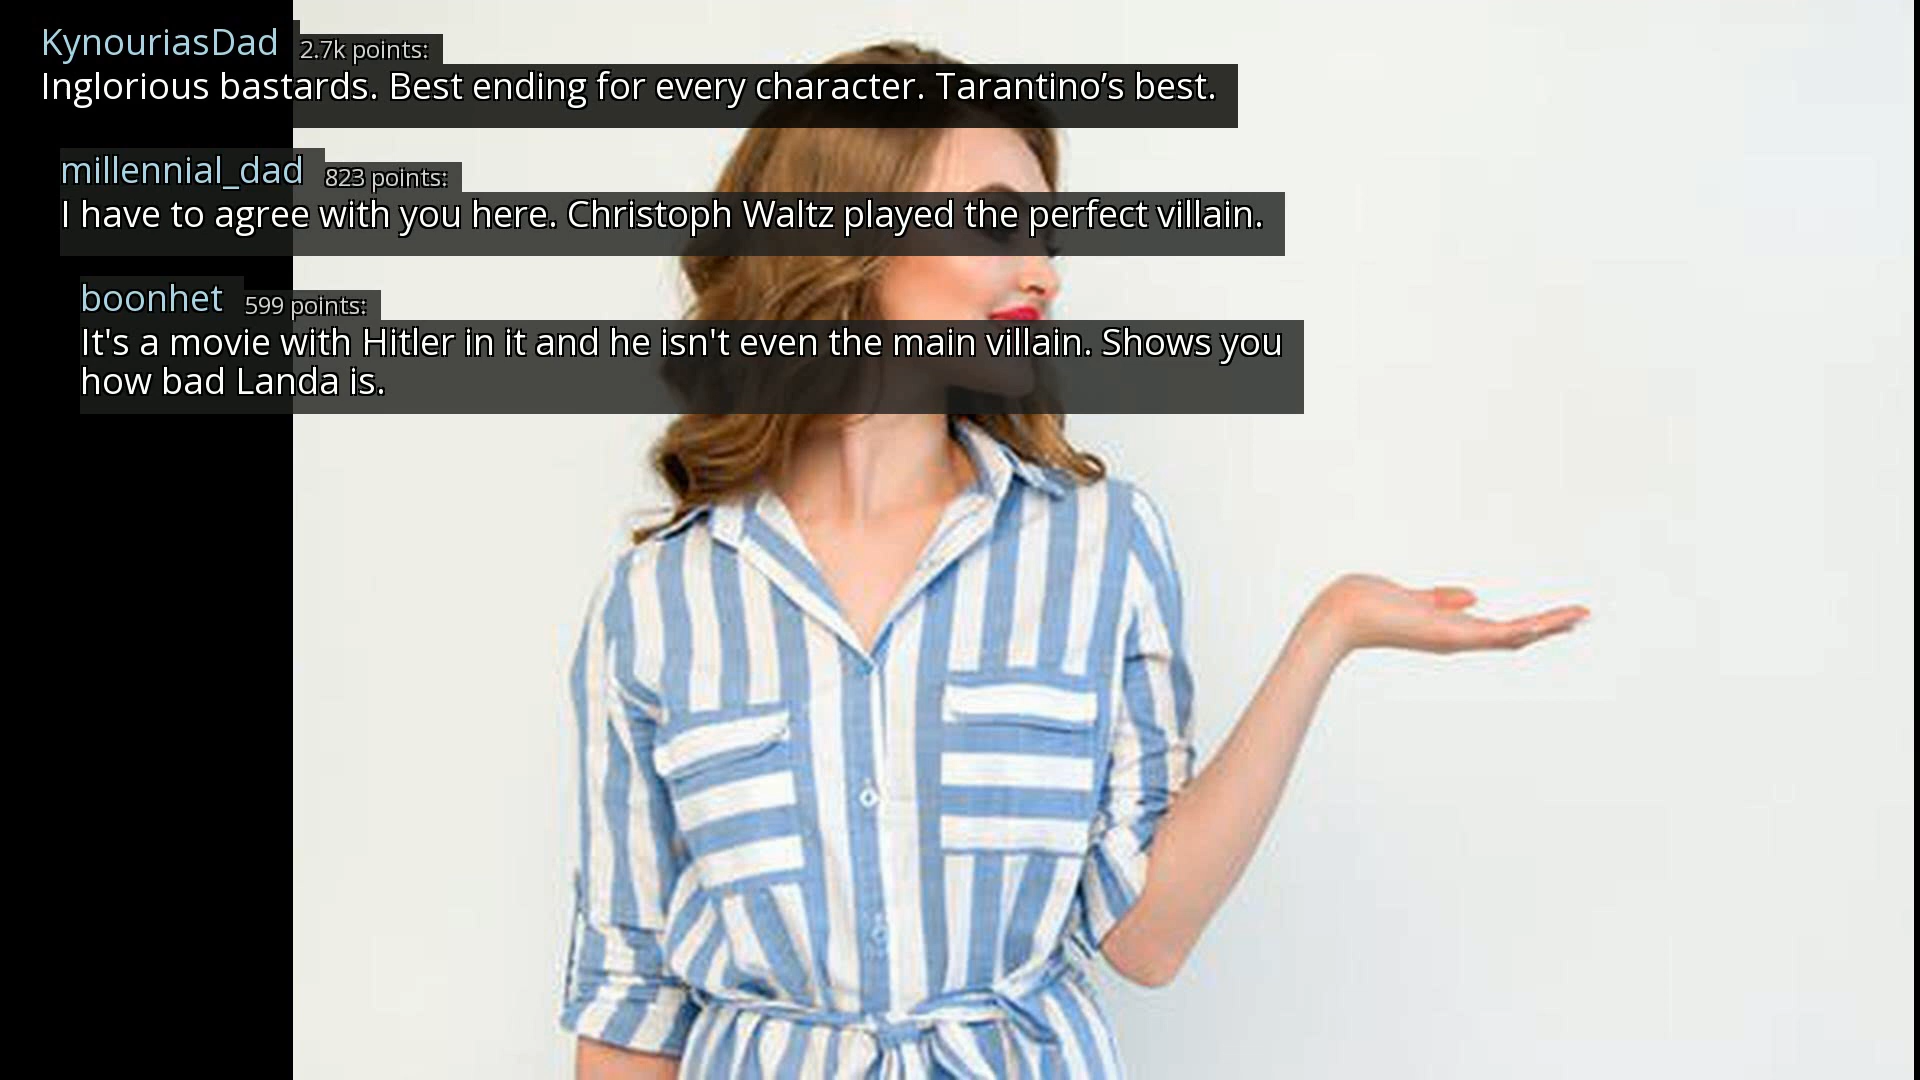 KynouriasDad 2.7k points:
Inglorious bastards. Best ending for every character. Tarantino’s best.
millennial_dad 823 points:
I have to agree with you here. Christoph Waltz played the perfect villain.
boonhet 599 points:
It's a movie with Hitler in it and he isn't even the main villain. Shows you
how bad Landa is.